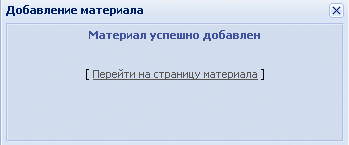 Добавление материала
Материал успешно добавлен
[ Перейти на страницу материала ]